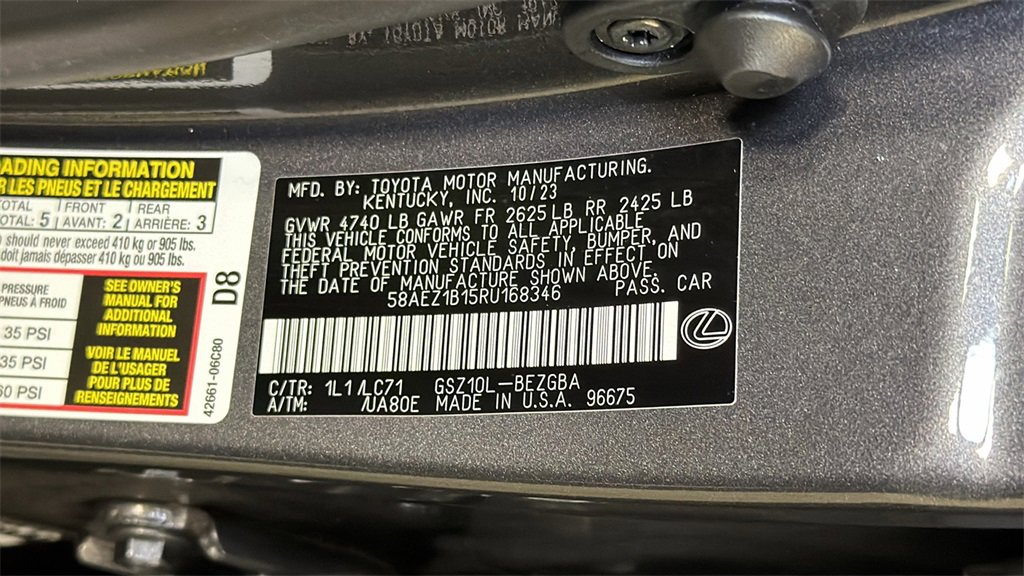 ADING INFORMATION
R LES PNEUS ET LE CHARGEMENT
TOTAL FRONT REAR
TOTAL: 5 AVANT: 2 ARRIÈRE: 3
should never exceed 410 kg or 905 lbs.
doit jamais dépasser 410 kg ou 905 lbs.
PRESSURE
PNEUS À FROID
35 PSI
35 PSI
60 PSI
SEE OWNER'S
MANUAL FOR
ADDITIONAL
INFORMATION
VOIR LE MANUEL
DE L'USAGER
POUR PLUS DE
RENSEIGNEMENTS
D8
42661-06C80
MFD. BY: TOYOTA MOTOR MANUFACTURING.
KENTUCKY, INC. 10/23
GVWR 4740 LB GAWR FR 2625 LB RR 2425 LB
THIS VEHICLE CONFORMS TO ALL APPLICABLE
FEDERAL MOTOR VEHICLE SAFETY, BUMPER, AND
THEFT PREVENTION STANDARDS IN EFFECT ON
THE DATE OF MANUFACTURE SHOWN ABOVE.
58AEZ1B15RU168346 PASS. CAR
C/TR: 1L1/LC71 GSZ10L-BEZGBA
A/TM: /UA80E MADE IN U.S.A. 96675